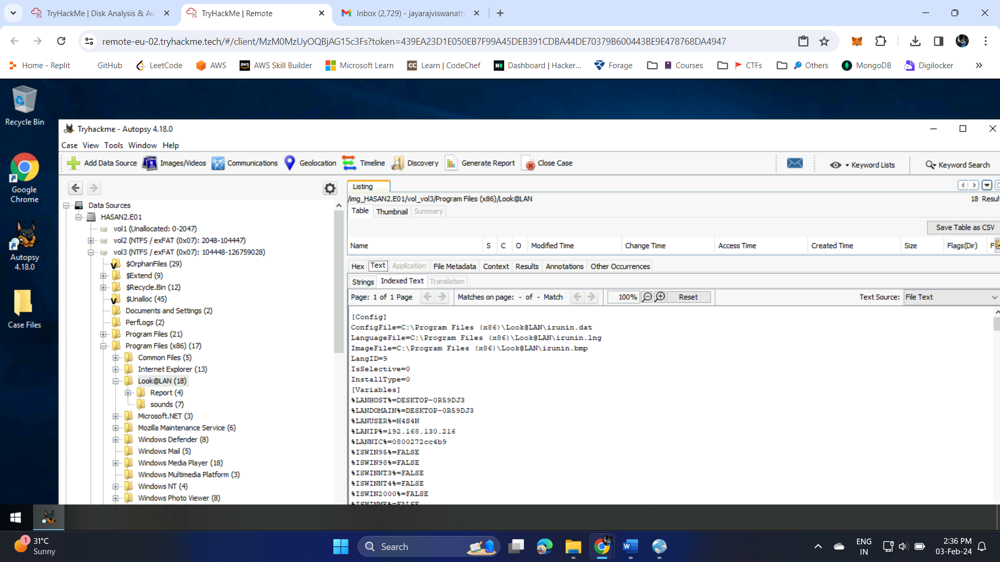 TryHackMe | Disk Analysis & Au
TryHackMe | Remote
Inbox (2,729) - jayarajviswanath
remote-eu-02.tryhackme.tech/#/client/MzM0MzUyOQBjAG15c3Fs?token=439EA23D1E050EB7F99A45DEB391CDBA44DE70379B600443BE9E478768DA4947
Home - Replit GitHub LeetCode AWS AWS Skill Builder Microsoft Learn Learn | CodeChef Dashboard | Hacker... Forage Courses CTFs Others MongoDB Digilocker
Recycle Bin
Google
Chrome
Autopsy
4.18.0
Case Files
Tryhackme - Autopsy 4.18.0
Case View Tools Window Help
Add Data Source Images/Videos Communications Geolocation Timeline Discovery Generate Report Close Case Keyword Lists Keyword Search
Data Sources
HASAN2.E01
vol1 (Unallocated: 0-2047)
vol2 (NTFS / exFAT (0x07): 2048-104447)
vol3 (NTFS / exFAT (0x07): 104448-126759028)
$OrphanFiles (29)
$Extend (9)
$Recycle.Bin (12)
$Unalloc (45)
Documents and Settings (2)
PerfLogs (2)
Program Files (21)
Program Files (x86) (17)
Common Files (5)
Internet Explorer (13)
Look@LAN (18)
Report (4)
sounds (7)
Microsoft.NET (3)
Mozilla Maintenance Service (6)
Windows Defender (8)
Windows Mail (5)
Windows Media Player (18)
Windows Multimedia Platform (3)
Windows NT (4)
Windows Photo Viewer (8)
Listing
/img_HASAN2.E01/vol_vol3/Program Files (x86)/Look@LAN
18 Result
Table Thumbnail Summary
Save Table as CSV
Name S C O Modified Time Change Time Access Time Created Time Size Flags(Dir) F
Hex Text Application File Metadata Context Results Annotations Other Occurrences
Strings Indexed Text Translation
Page: 1 of 1 Page Matches on page: - of - Match 100% Reset Text Source: File Text
[Config]
ConfigFile=C:\Program Files (x86)\Look@LAN\irunin.dat
LanguageFile=C:\Program Files (x86)\Look@LAN\irunin.lng
ImageFile=C:\Program Files (x86)\Look@LAN\irunin.bmp
LangID=9
IsSelective=0
InstallType=0
[Variables]
%LANHOST%=DESKTOP-0R59DJ3
%LANDOMAIN%=DESKTOP-0R59DJ3
%LANUSER%=H4S4N
%LANIP%=192.168.130.216
%LANNIC%=0800272cc4b9
%ISWIN95%=FALSE
%ISWIN98%=FALSE
%ISWINNT3%=FALSE
%ISWINNT4%=FALSE
%ISWIN2000%=FALSE
%ISWINME%=FALSE
1
31°C
Sunny
Search
ENG
IN
2:36 PM
03-Feb-24